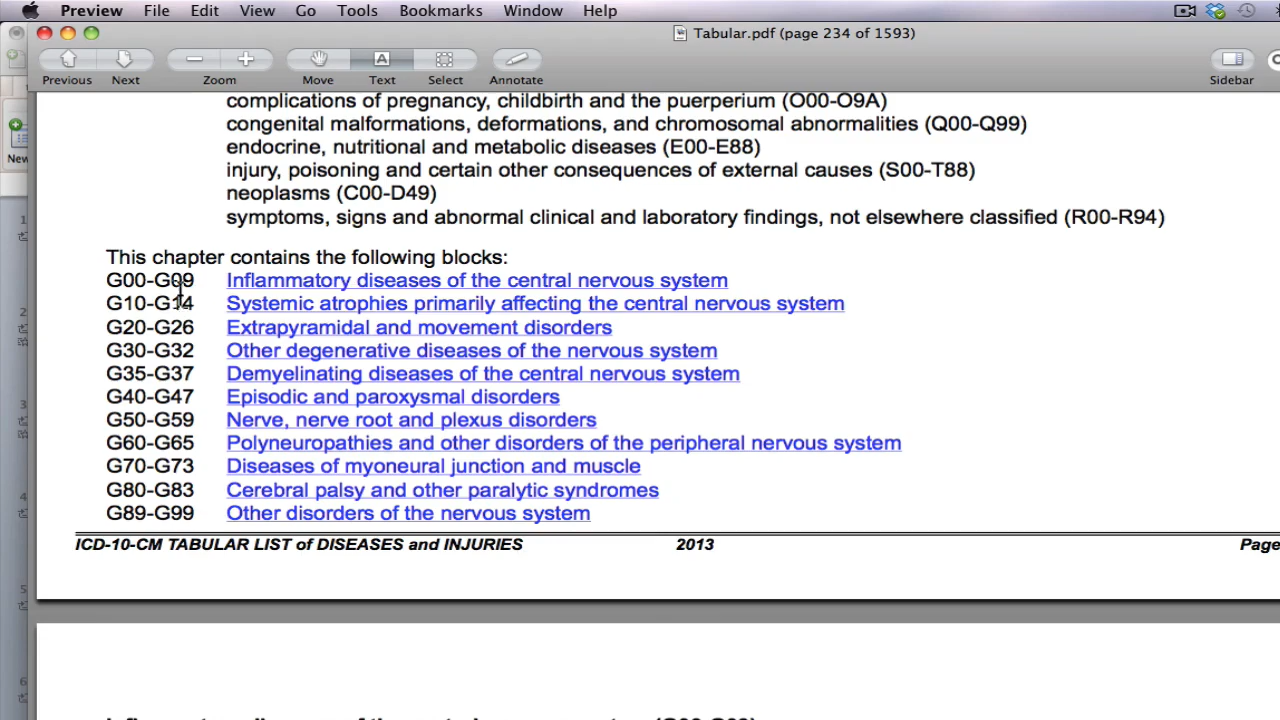 Preview File Edit View Go Tools Bookmarks Window Help
Tabular.pdf (page 234 of 1593)
Previous Next Zoom Move Text Select Annotate Sidebar
New
complications of pregnancy, childbirth and the puerperium (O00-O9A)
congenital malformations, deformations, and chromosomal abnormalities (Q00-Q99)
endocrine, nutritional and metabolic diseases (E00-E88)
injury, poisoning and certain other consequences of external causes (S00-T88)
neoplasms (C00-D49)
symptoms, signs and abnormal clinical and laboratory findings, not elsewhere classified (R00-R94)
This chapter contains the following blocks:
G00-G09 Inflammatory diseases of the central nervous system
G10-G14 Systemic atrophies primarily affecting the central nervous system
G20-G26 Extrapyramidal and movement disorders
G30-G32 Other degenerative diseases of the nervous system
G35-G37 Demyelinating diseases of the central nervous system
G40-G47 Episodic and paroxysmal disorders
G50-G59 Nerve, nerve root and plexus disorders
G60-G65 Polyneuropathies and other disorders of the peripheral nervous system
G70-G73 Diseases of myoneural junction and muscle
G80-G83 Cerebral palsy and other paralytic syndromes
G89-G99 Other disorders of the nervous system
ICD-10-CM TABULAR LIST of DISEASES and INJURIES 2013 Page
1
2
3
4
5
6